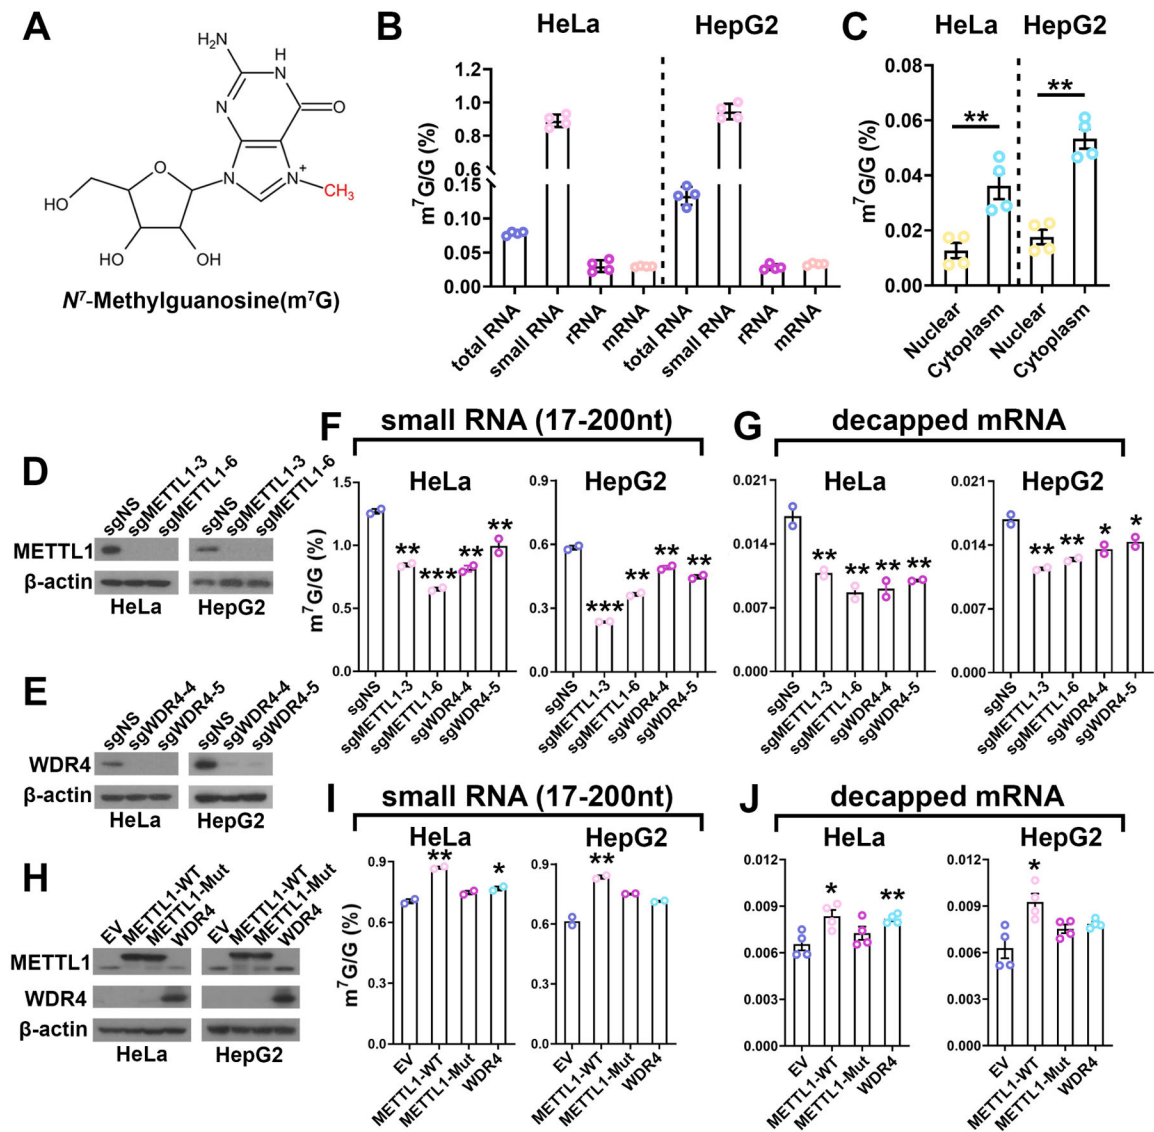 A
H₂N
H
N
NH
N
O
N
N
+
CH₃
O
HO
HO
OH
N⁷-Methylguanosine(m⁷G)
B
HeLa
HepG2
m⁷G/G (%)
1.2
1.0
0.8
0.6
0.15
0.10
0.05
0.00
total RNA
small RNA
rRNA
mRNA
total RNA
small RNA
rRNA
mRNA
C
HeLa
HepG2
m⁷G/G (%)
0.08
0.06
0.04
0.02
0.00
**
**
Nuclear
Cytoplasm
Nuclear
Cytoplasm
D
sgNS
sgMETTL1-3
sgMETTL1-6
sgNS
sgMETTL1-3
sgMETTL1-6
METTL1
β-actin
HeLa
HepG2
E
sgNS
sgWDR4-4
sgWDR4-5
sgNS
sgWDR4-4
sgWDR4-5
WDR4
β-actin
HeLa
HepG2
F
small RNA (17-200nt)
HeLa
HepG2
m⁷G/G (%)
1.5
1.0
0.5
0.0
**
***
**
**
sgNS
sgMETTL1-3
sgMETTL1-6
sgWDR4-4
sgWDR4-5
0.9
0.6
0.3
0.0
***
**
**
**
sgNS
sgMETTL1-3
sgMETTL1-6
sgWDR4-4
sgWDR4-5
G
decapped mRNA
HeLa
HepG2
0.021
0.014
0.007
0.000
**
**
**
**
sgNS
sgMETTL1-3
sgMETTL1-6
sgWDR4-4
sgWDR4-5
0.021
0.014
0.007
0.000
**
**
*
*
sgNS
sgMETTL1-3
sgMETTL1-6
sgWDR4-4
sgWDR4-5
H
EV
METTL1-WT
METTL1-Mut
WDR4
EV
METTL1-WT
METTL1-Mut
WDR4
METTL1
WDR4
β-actin
HeLa
HepG2
I
small RNA (17-200nt)
HeLa
HepG2
m⁷G/G (%)
0.9
0.6
0.3
0.0
**
*
EV
METTL1-WT
METTL1-Mut
WDR4
0.9
0.6
0.3
0.0
**
EV
METTL1-WT
METTL1-Mut
WDR4
J
decapped mRNA
HeLa
HepG2
0.012
0.009
0.006
0.003
0.000
*
**
EV
METTL1-WT
METTL1-Mut
WDR4
0.012
0.009
0.006
0.003
0.000
*
EV
METTL1-WT
METTL1-Mut
WDR4